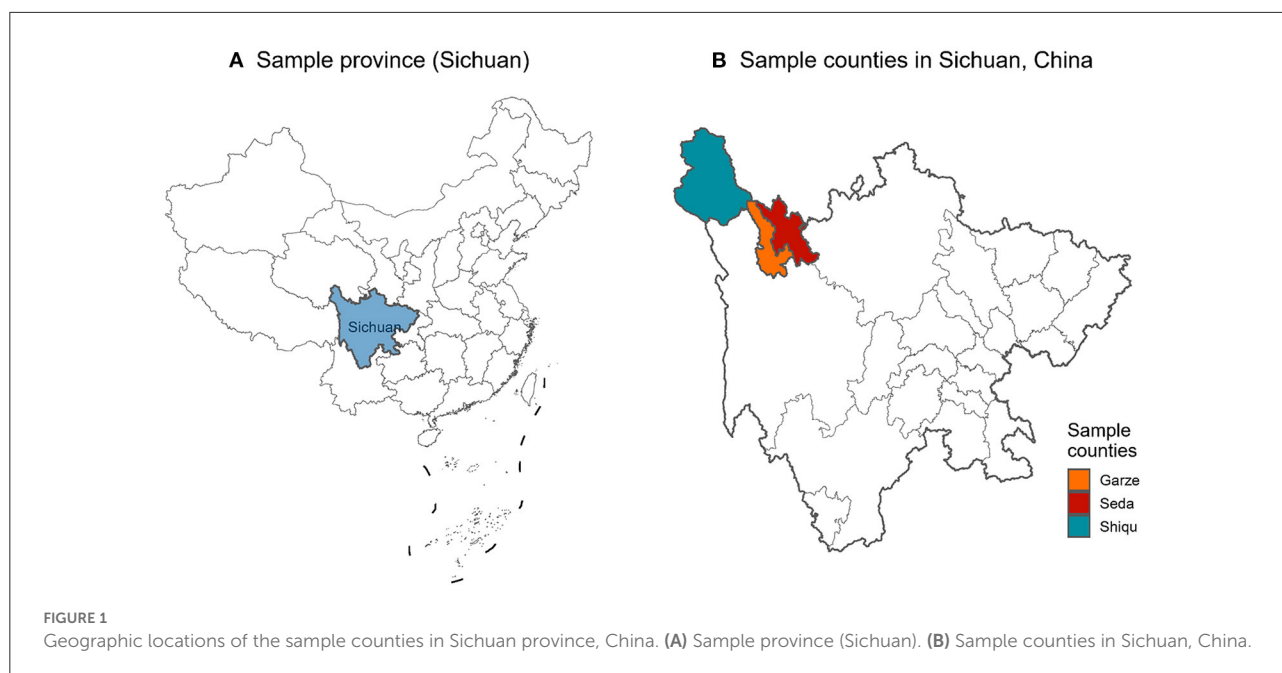 A Sample province (Sichuan)
B Sample counties in Sichuan, China
Sichuan
Sample
counties
Garze
Seda
Shiqu
FIGURE 1
Geographic locations of the sample counties in Sichuan province, China. (A) Sample province (Sichuan). (B) Sample counties in Sichuan, China.